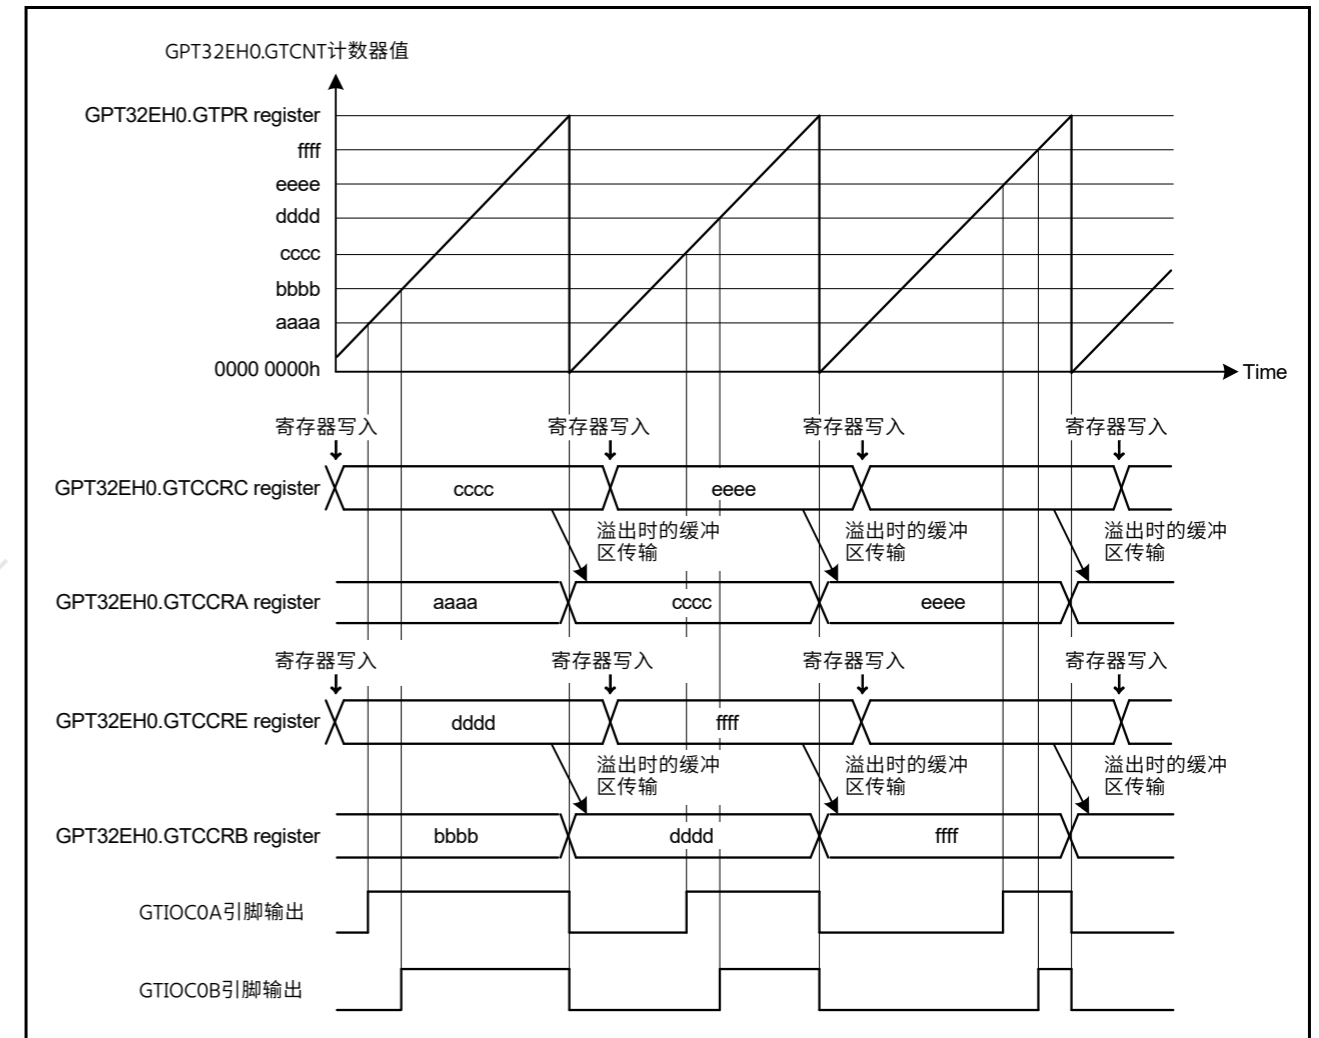 GPT32EH0.GTCNT计数器值
GPT32EH0.GTPR register
ffff
eeee
dddd
cccc
bbbb
aaaa
0000 0000h
Time
寄存器写入 寄存器写入 寄存器写入 寄存器写入
GPT32EH0.GTCCRC register cccc eeee
溢出时的缓冲 溢出时的缓冲 溢出时的缓冲
区传输 区传输 区传输
GPT32EH0.GTCCRA register aaaa cccc eeee
寄存器写入 寄存器写入 寄存器写入 寄存器写入
GPT32EH0.GTCCRE register dddd ffff
溢出时的缓冲 溢出时的缓冲 溢出时的缓冲
区传输 区传输 区传输
GPT32EH0.GTCCRB register bbbb dddd ffff
GTIOC0A引脚输出
GTIOC0B引脚输出